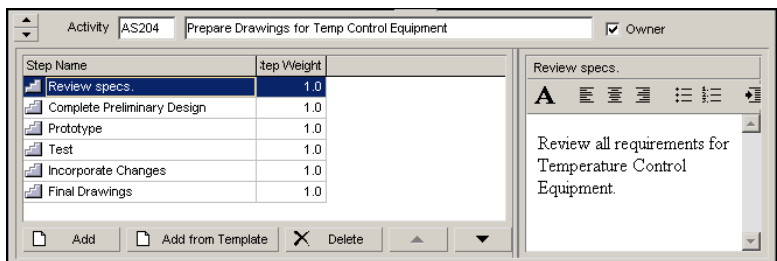 Activity AS204 Prepare Drawings for Temp Control Equipment Owner
Step Name tep Weight
Review specs. 1.0
Complete Preliminary Design 1.0
Prototype 1.0
Test 1.0
Incorporate Changes 1.0
Final Drawings 1.0
Add Add from Template Delete
Review specs.
A
Review all requirements for
Temperature Control
Equipment.